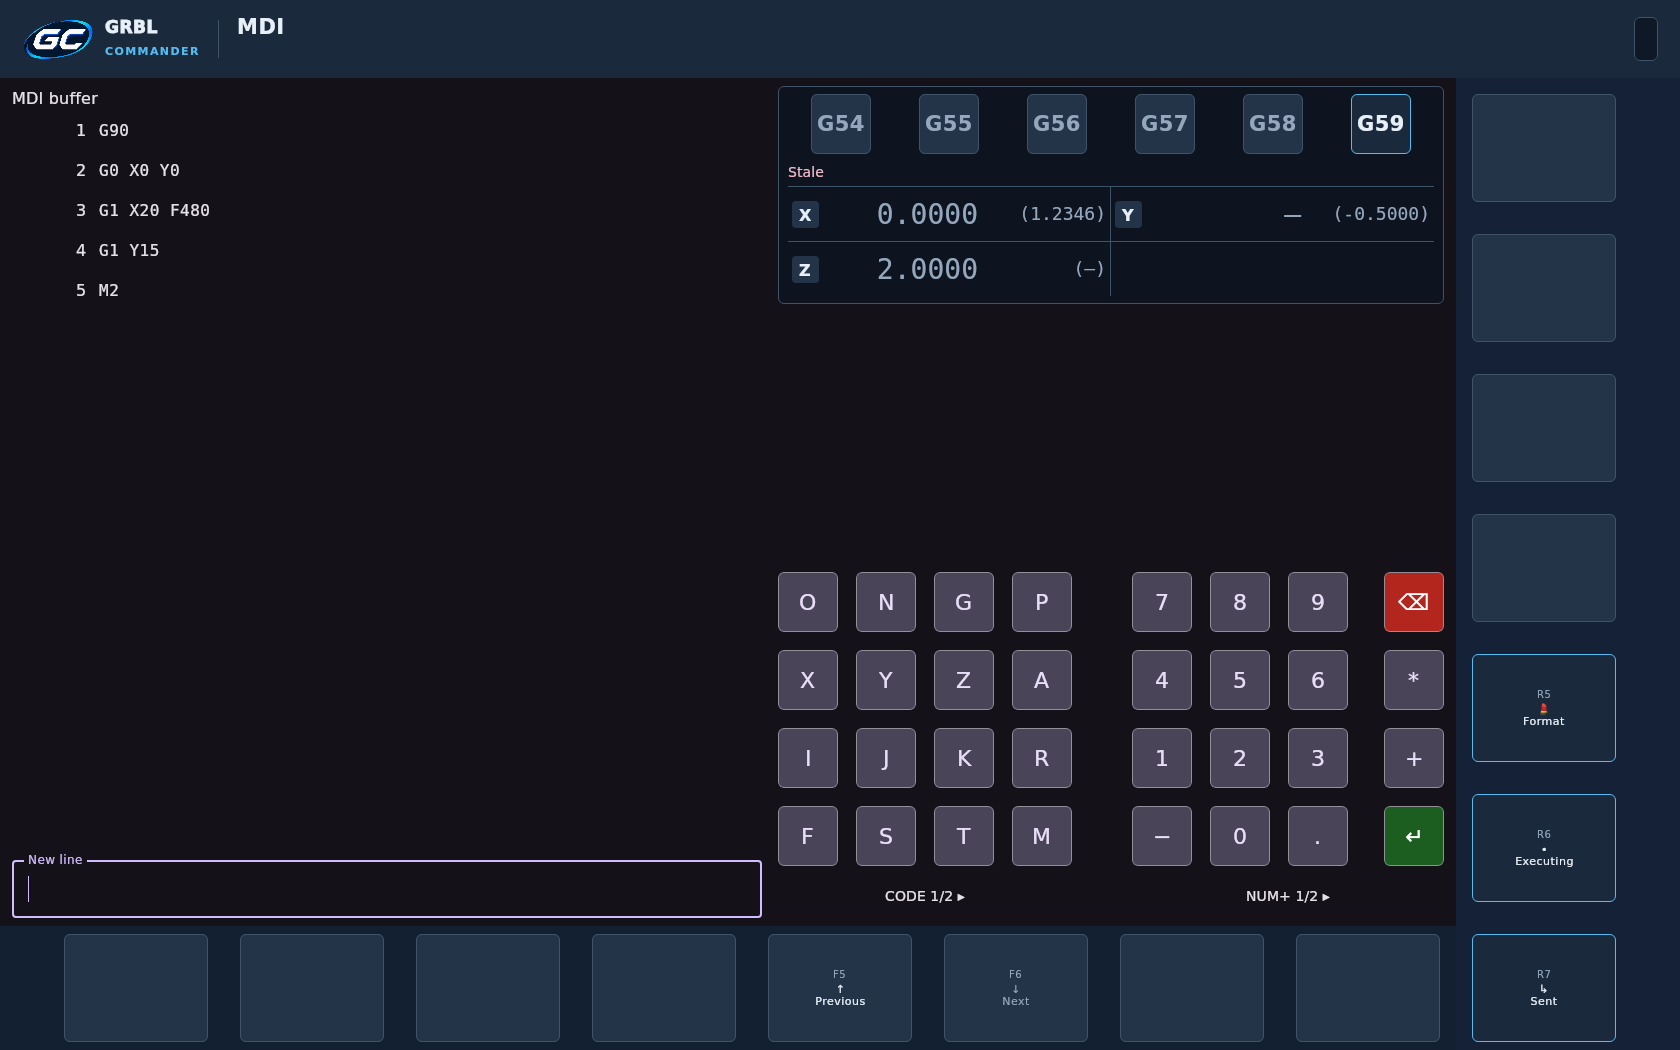 GC GRBL COMMANDER MDI
MDI buffer
1 G90
2 G0 X0 Y0
3 G1 X20 F480
4 G1 Y15
5 M2
New line
G54 G55 G56 G57 G58 G59
Stale
X 0.0000 (1.2346) Y — (-0.5000)
Z 2.0000 (—)
O N G P 7 8 9 ⌫
X Y Z A 4 5 6 *
I J K R 1 2 3 +
F S T M − 0 . ↵
CODE 1/2 ▸ NUM+ 1/2 ▸
R5
Format
R6
•
Executing
R7
↳
Sent
F5
↑
Previous
F6
↓
Next